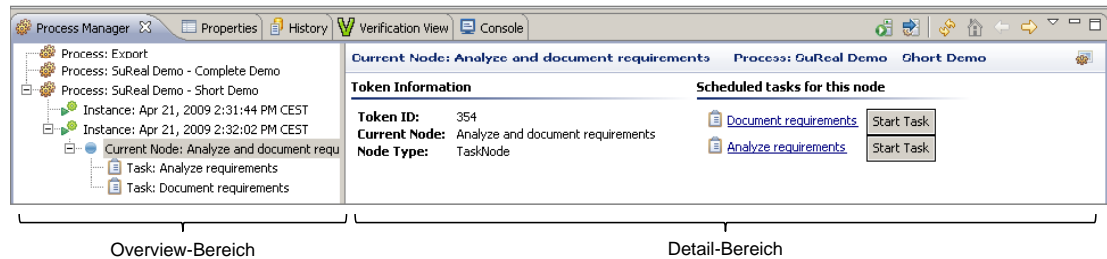 Process Manager Properties History Verification View Console
Process: Export
Process: SuReal Demo - Complete Demo
Process: SuReal Demo - Short Demo
Instance: Apr 21, 2009 2:31:44 PM CEST
Instance: Apr 21, 2009 2:32:02 PM CEST
Current Node: Analyze and document requ
Task: Analyze requirements
Task: Document requirements
Current Node: Analyze and document requirements Process: SuReal Demo Short Demo
Token Information
Token ID: 354
Current Node: Analyze and document requirements
Node Type: TaskNode
Scheduled tasks for this node
Document requirements Start Task
Analyze requirements Start Task
Overview-Bereich
Detail-Bereich